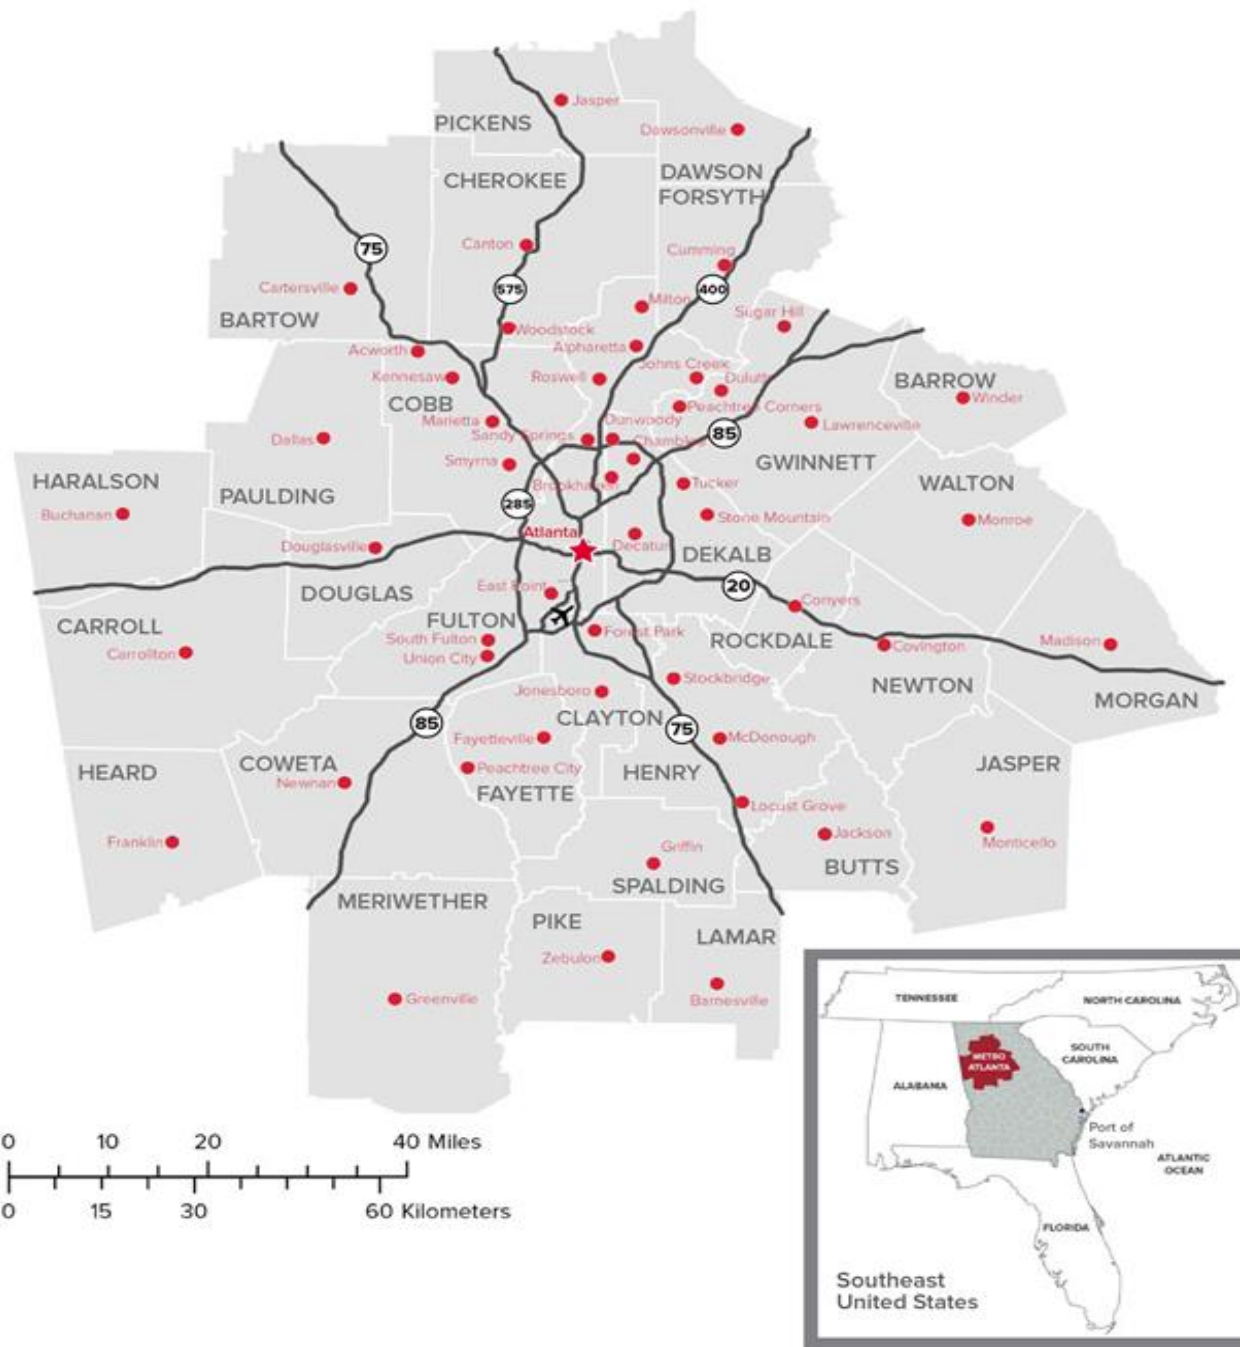 Jasper
PICKENS
Dawsonville
DAWSON
CHEROKEE
FORSYTH
Canton
75
Cumming
Cartersville
575
400
Milton
Sugar Hill
BARTOW
Woodstock
Alpharetta
Acworth
Johns Creek
Kennesaw
Roswell
Duluth
BARROW
Winder
COBB
Peachtree Corners
Marietta
Dunwoody
Lawrenceville
Dallas
Sandy Springs
Chamblee
85
Smyrna
GWINNETT
HARALSON
Brookhaven
Tucker
WALTON
PAULDING
285
Buchanan
Stone Mountain
Monroe
Atlanta
Douglasville
Decatur
DEKALB
East Point
20
DOUGLAS
Conyers
FULTON
CARROLL
Forest Park
ROCKDALE
South Fulton
Madison
Carrollton
Union City
Covington
Stockbridge
NEWTON
Jonesboro
MORGAN
CLAYTON
85
75
Fayetteville
McDonough
COWETA
JASPER
HEARD
Peachtree City
HENRY
Newnan
FAYETTE
Locust Grove
Jackson
Franklin
Griffin
Monticello
BUTTS
SPALDING
MERIWETHER
PIKE
LAMAR
Zebulon
Greenville
Barnesville
0 10 20 40 Miles
0 15 30 60 Kilometers
TENNESSEE
NORTH CAROLINA
SOUTH
CAROLINA
METRO
ATLANTA
ALABAMA
Port of
Savannah
ATLANTIC
OCEAN
FLORIDA
Southeast
United States